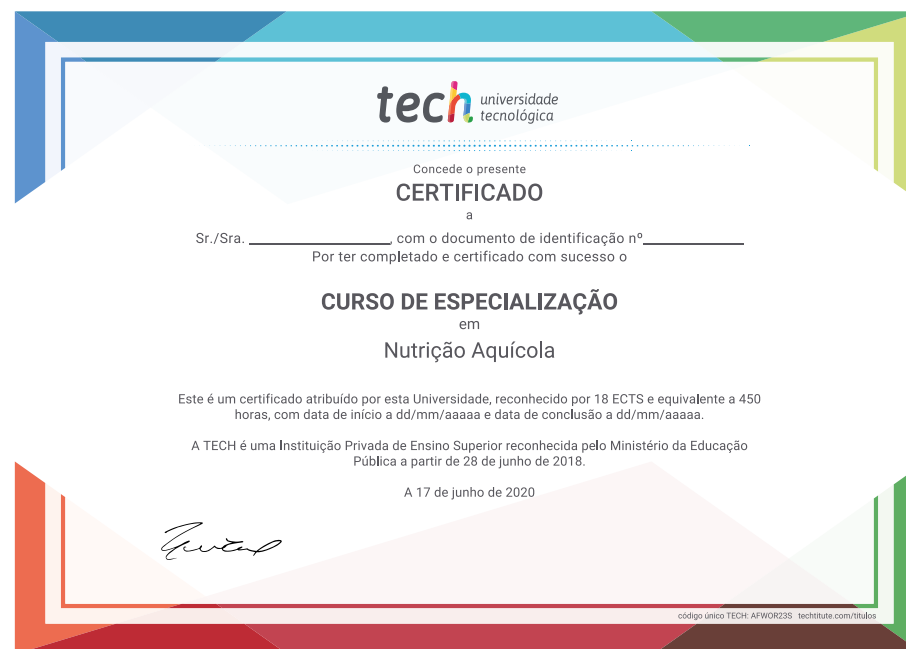 tech universidade
tecnológica
Concede o presente
CERTIFICADO
a
Sr./Sra. ____________________, com o documento de identificação nº______________
Por ter completado e certificado com sucesso o
CURSO DE ESPECIALIZAÇÃO
em
Nutrição Aquícola
Este é um certificado atribuído por esta Universidade, reconhecido por 18 ECTS e equivalente a 450
horas, com data de início a dd/mm/aaaaa e data de conclusão a dd/mm/aaaaa.
A TECH é uma Instituição Privada de Ensino Superior reconhecida pelo Ministério da Educação
Pública a partir de 28 de junho de 2018.
A 17 de junho de 2020
código único TECH: AFWOR23S techtitute.com/titulos